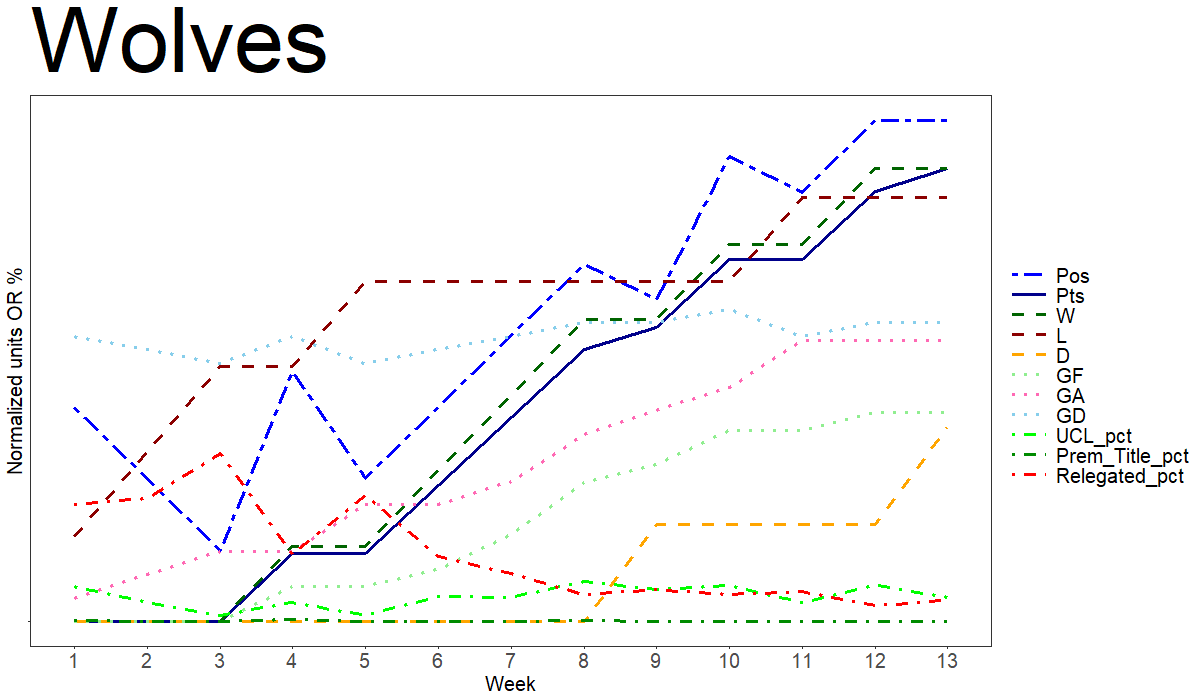 Wolves
Normalized units OR %
Pos
Pts
W
L
D
GF
GA
GD
UCL_pct
Prem_Title_pct
Relegated_pct
1 2 3 4 5 6 7 8 9 10 11 12 13
Week